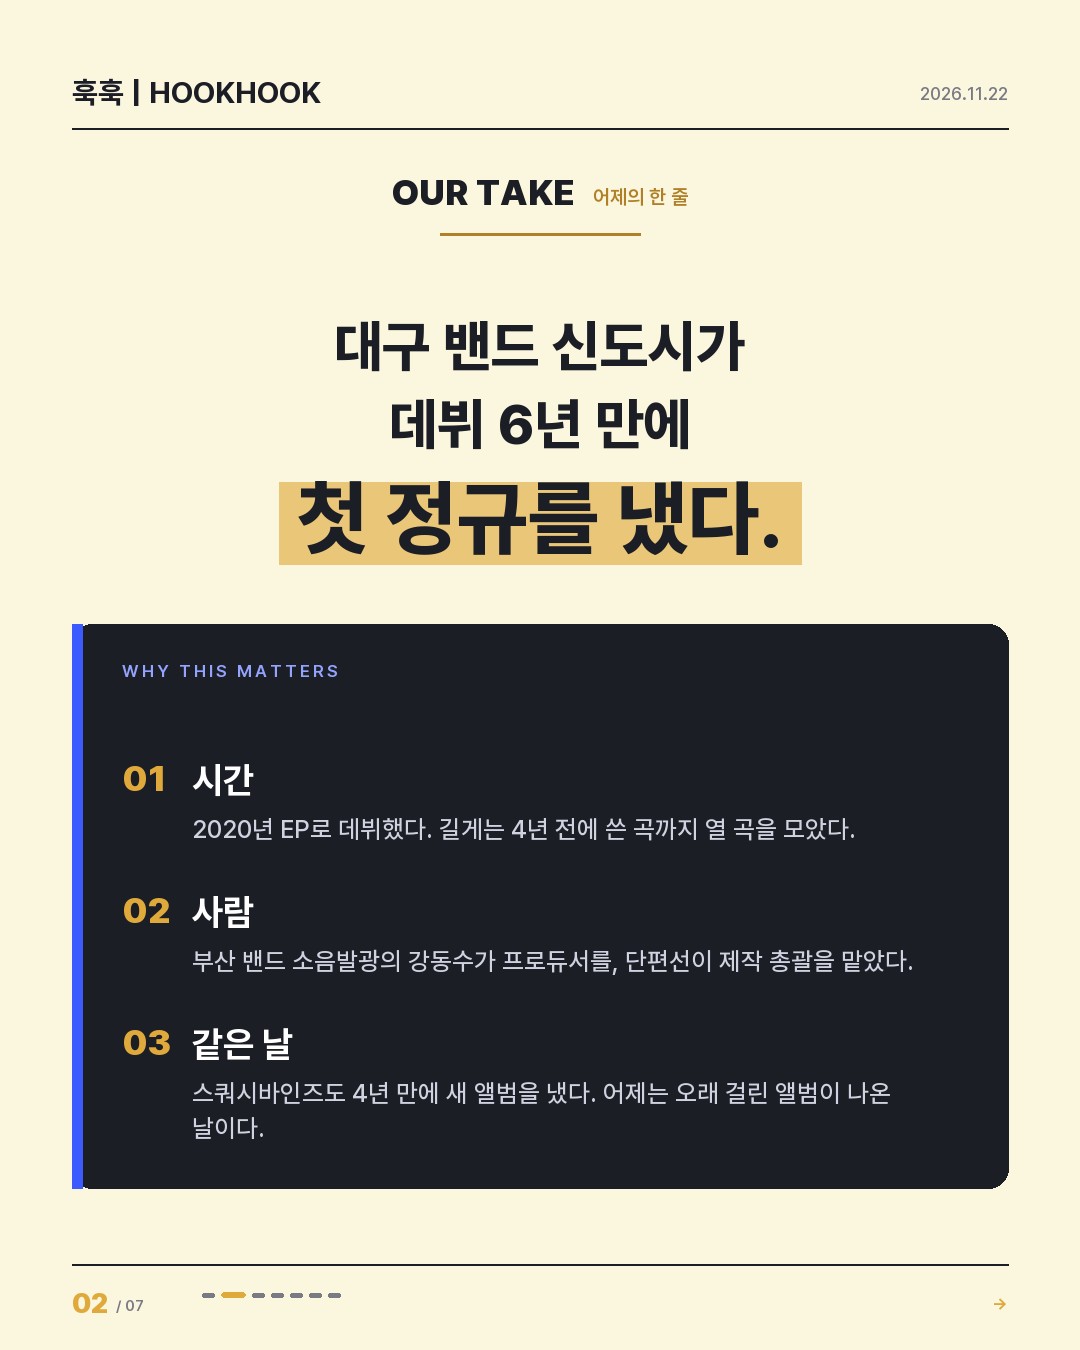 훅훅 | HOOKHOOK
2026.11.22
OUR TAKE 어제의 한 줄
대구 밴드 신도시가
데뷔 6년 만에
첫 정규를 냈다.
WHY THIS MATTERS
01 시간
2020년 EP로 데뷔했다. 길게는 4년 전에 쓴 곡까지 열 곡을 모았다.
02 사람
부산 밴드 소음발광의 강동수가 프로듀서를, 단편선이 제작 총괄을 맡았다.
03 같은 날
스쿼시바인즈도 4년 만에 새 앨범을 냈다. 어제는 오래 걸린 앨범이 나온
날이다.
02 / 07
→